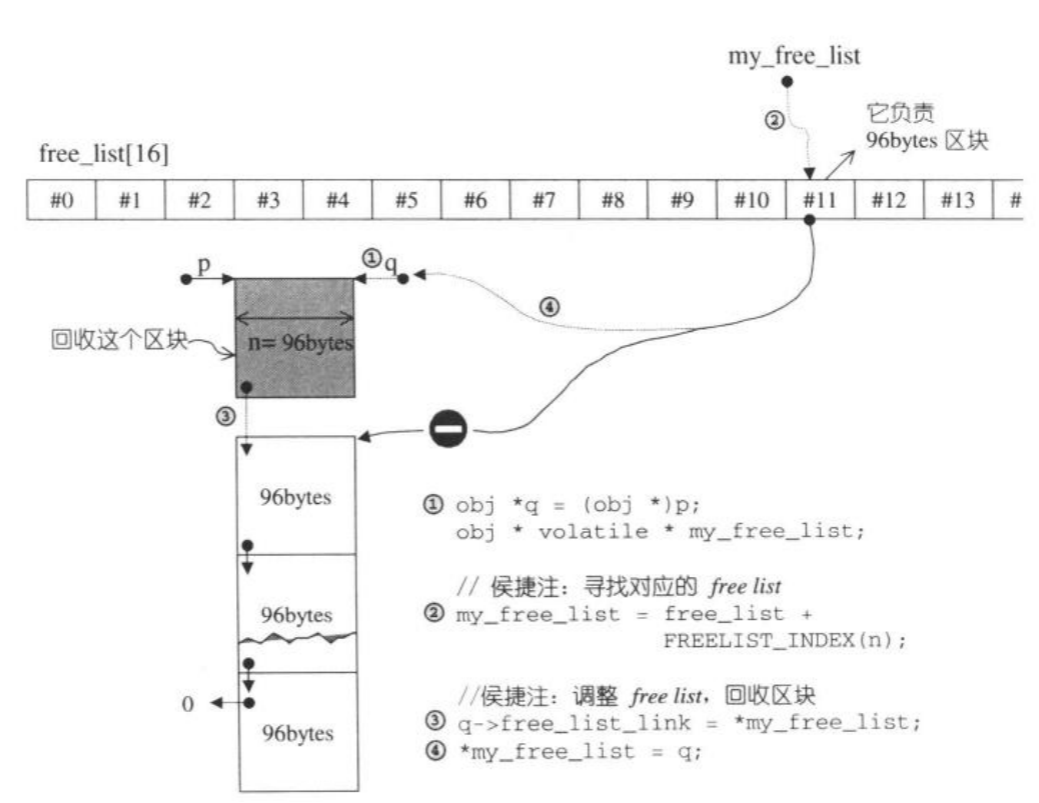 my_free_list
②
它负责
96bytes 区块
free_list[16]
#0 #1 #2 #3 #4 #5 #6 #7 #8 #9 #10 #11 #12 #13 #
p
①q
④
回收这个区块
n= 96bytes
③
96bytes
① obj *q = (obj *)p;
obj * volatile * my_free_list;
// 侯捷注：寻找对应的 free list
96bytes
② my_free_list = free_list +
FREELIST_INDEX(n);
//侯捷注：调整 free list，回收区块
0
③ q->free_list_link = *my_free_list;
96bytes
④ *my_free_list = q;